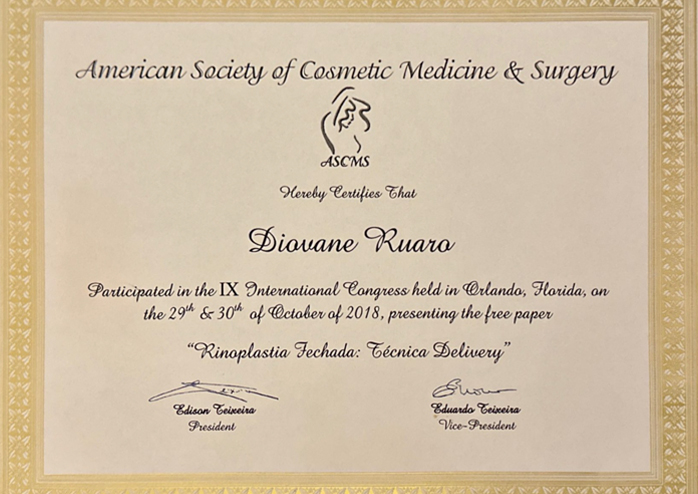 American Society of Cosmetic Medicine & Surgery
ASCMS
Hereby Certifies That
Diovane Ruaro
Participated in the IX International Congress held in Orlando, Florida, on
the 29th & 30th of October of 2018, presenting the free paper
"Rinoplastia Fechada: Técnica Delivery"
Edison Teixeira
President
Eduardo Teixeira
Vice-President